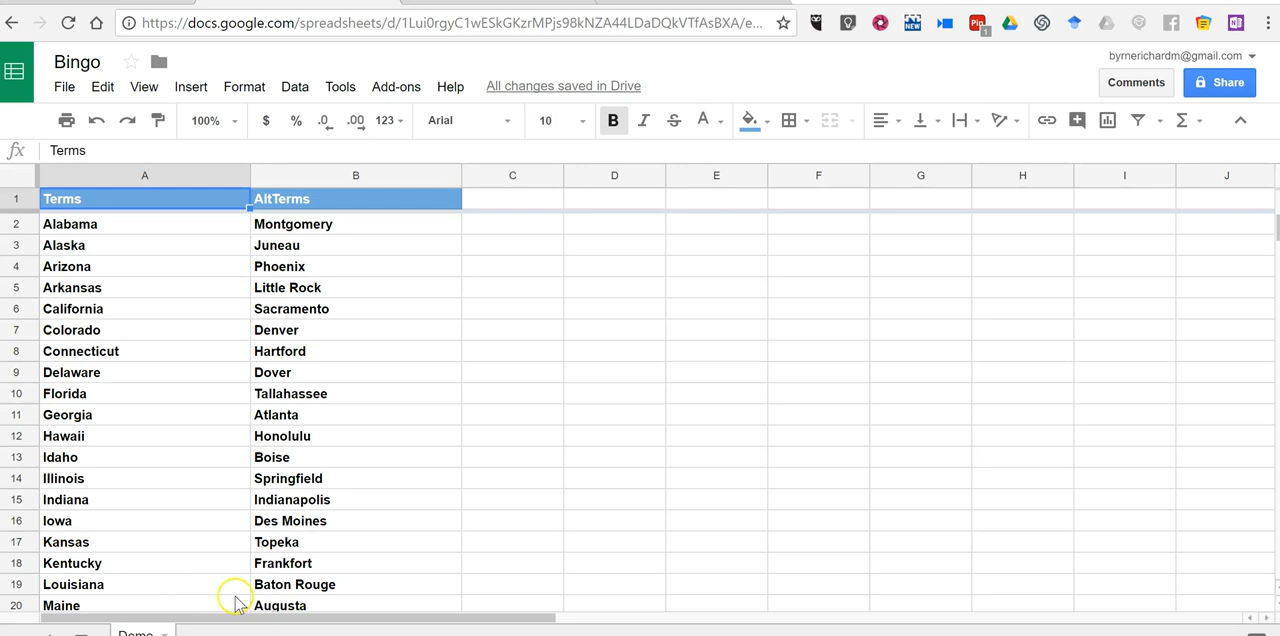 https://docs.google.com/spreadsheets/d/1Lui0rgyC1wESkGKzrMPjs98kNZA44LDaDQkVTfAsBXA/e...
NEW
1
Bingo
byrnerichardm@gmail.com
File Edit View Insert Format Data Tools Add-ons Help All changes saved in Drive
Comments Share
100% $ % .0 .00 123 Arial 10 B I S A Σ
fx Terms
A B C D E F G H I J
1 Terms AltTerms
2 Alabama Montgomery
3 Alaska Juneau
4 Arizona Phoenix
5 Arkansas Little Rock
6 California Sacramento
7 Colorado Denver
8 Connecticut Hartford
9 Delaware Dover
10 Florida Tallahassee
11 Georgia Atlanta
12 Hawaii Honolulu
13 Idaho Boise
14 Illinois Springfield
15 Indiana Indianapolis
16 Iowa Des Moines
17 Kansas Topeka
18 Kentucky Frankfort
19 Louisiana Baton Rouge
20 Maine Augusta
Demo